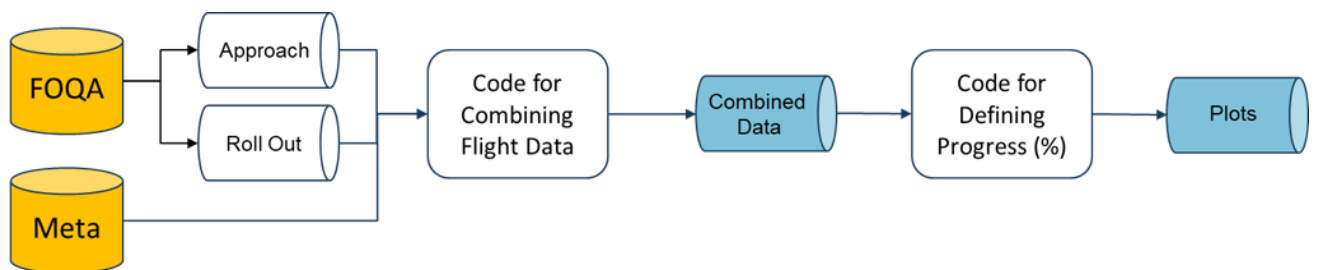 FOQA
Approach
Roll Out
Meta
Code for
Combining
Flight Data
Combined
Data
Code for
Defining
Progress (%)
Plots